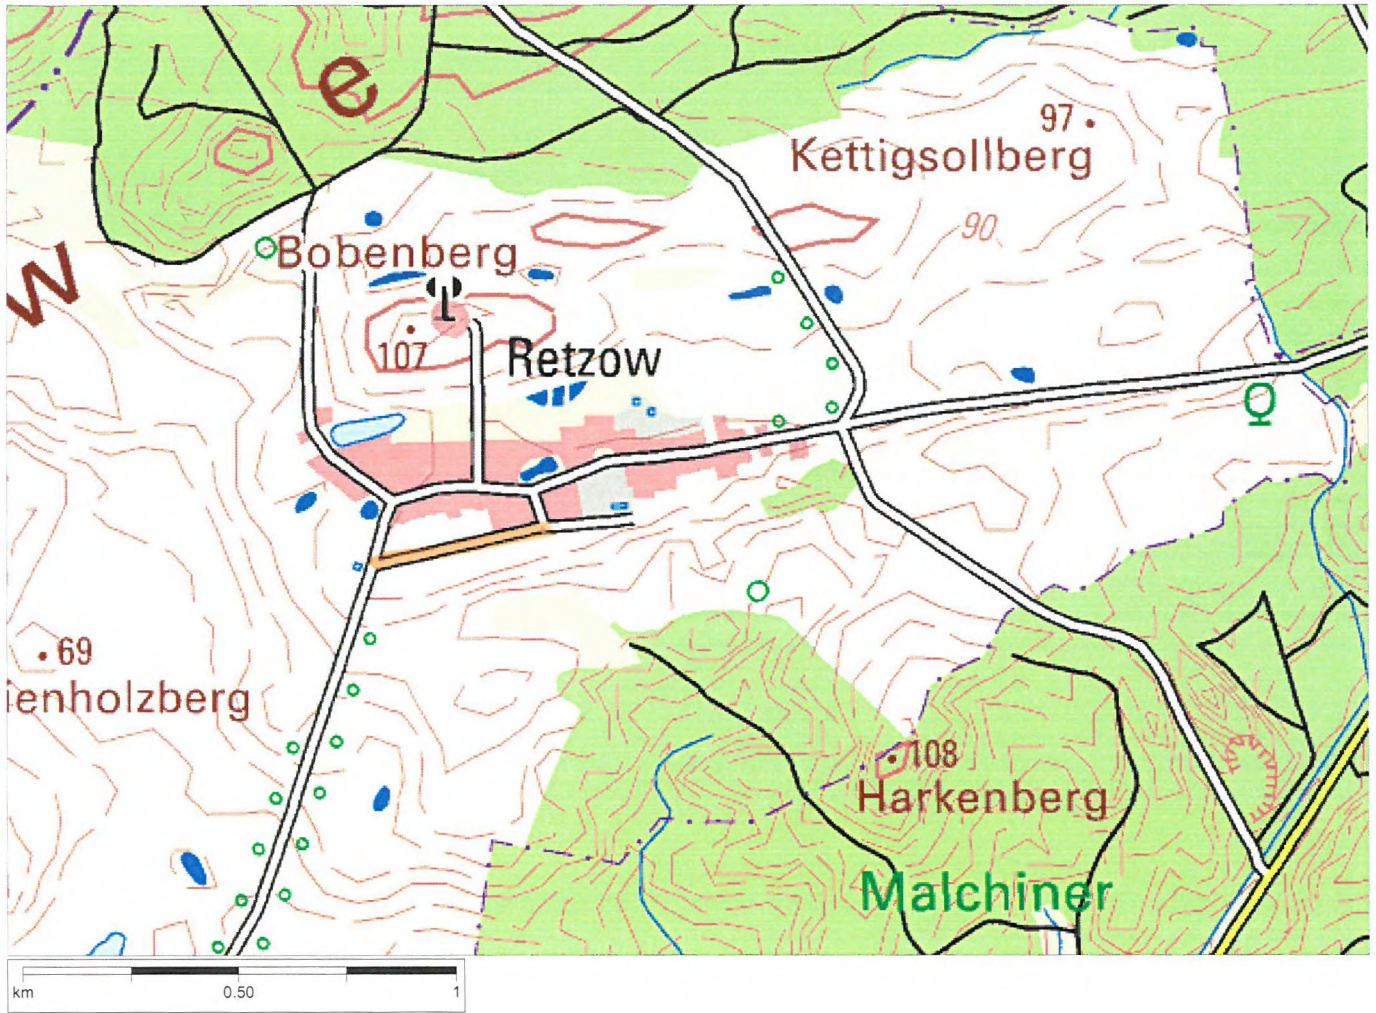 e
97
Kettigsollberg
w
Bobenberg
90
107
Retzow
69
ienholzberg
108
Harkenberg
Malchiner
km 0.50 1